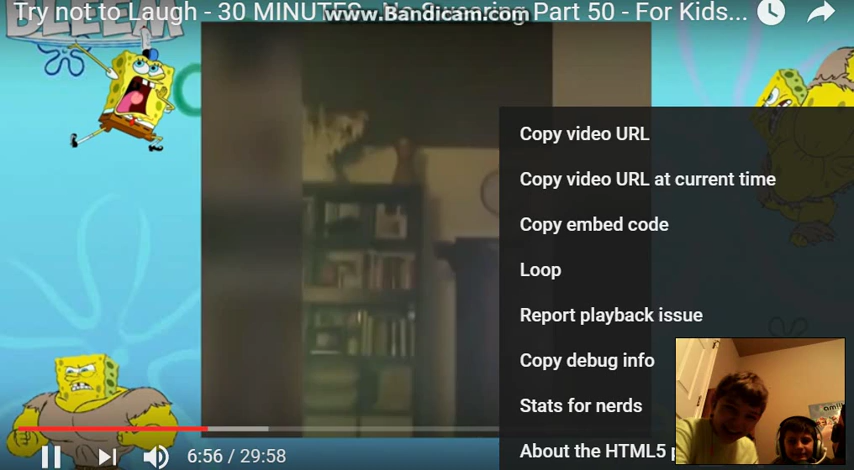 Try not to Laugh - 30 MINUTES - No Swearing Part 50 - For Kids...
www.Bandicam.com
Copy video URL
Copy video URL at current time
Copy embed code
Loop
Report playback issue
Copy debug info
Stats for nerds
About the HTML5 p
6:56 / 29:58